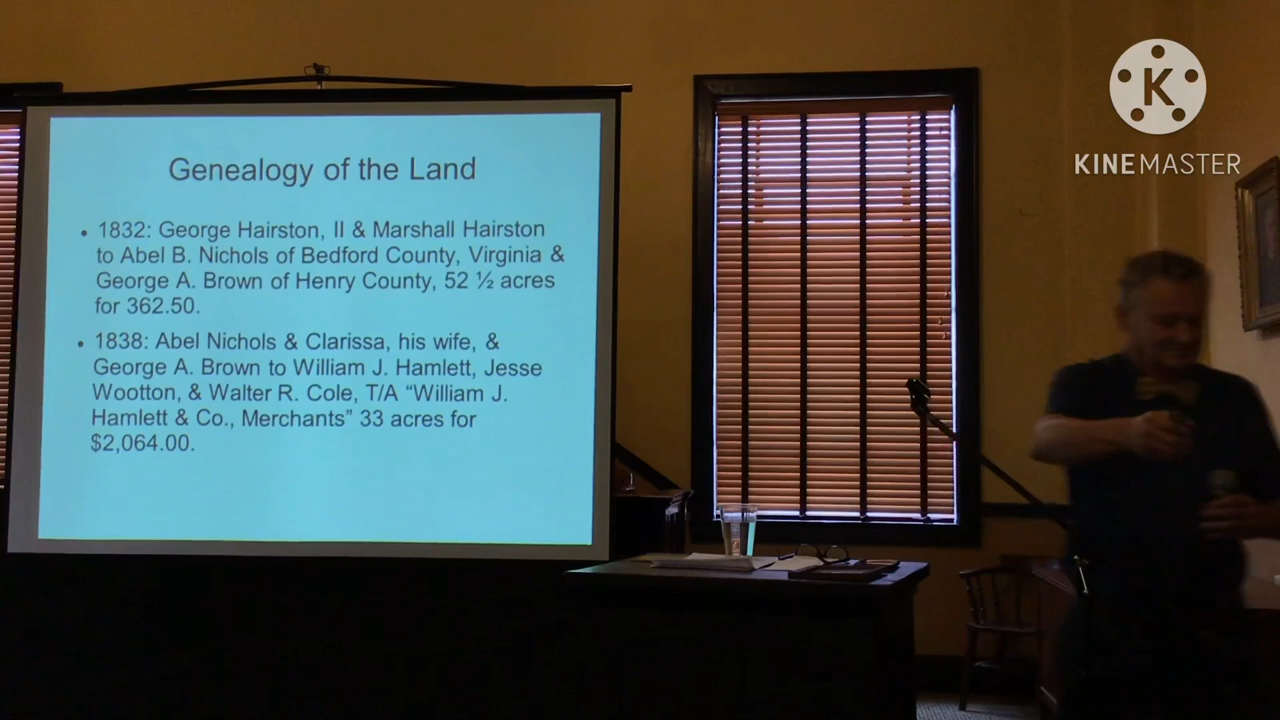 Genealogy of the Land
• 1832: George Hairston, II & Marshall Hairston
to Abel B. Nichols of Bedford County, Virginia &
George A. Brown of Henry County, 52 ½ acres
for 362.50.
• 1838: Abel Nichols & Clarissa, his wife, &
George A. Brown to William J. Hamlett, Jesse
Wootton, & Walter R. Cole, T/A “William J.
Hamlett & Co., Merchants” 33 acres for
$2,064.00.
K
KINEMASTER